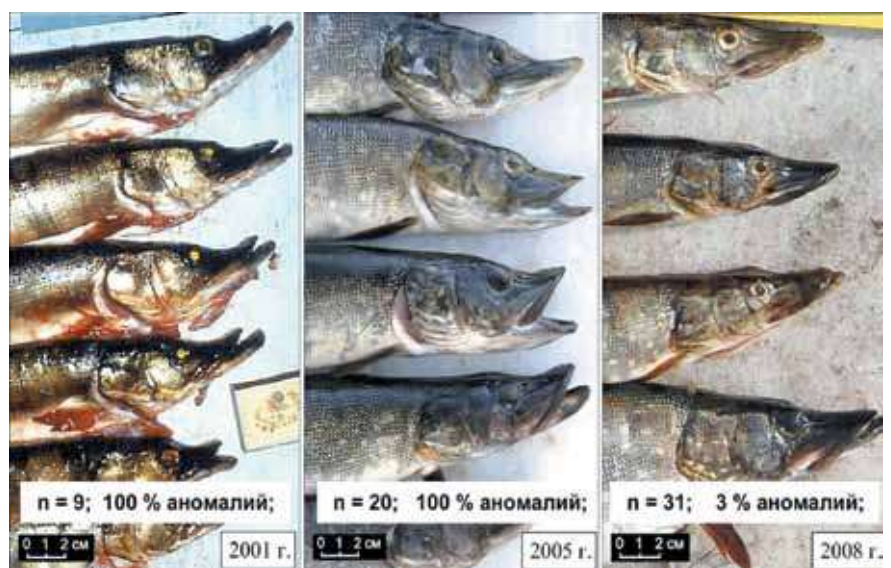 n = 9; 100 % аномалий;
0 1 2 см
2001 г.
n = 20; 100 % аномалий;
0 1 2 см
2005 г.
n = 31; 3 % аномалий;
0 1 2 см
2008 г.